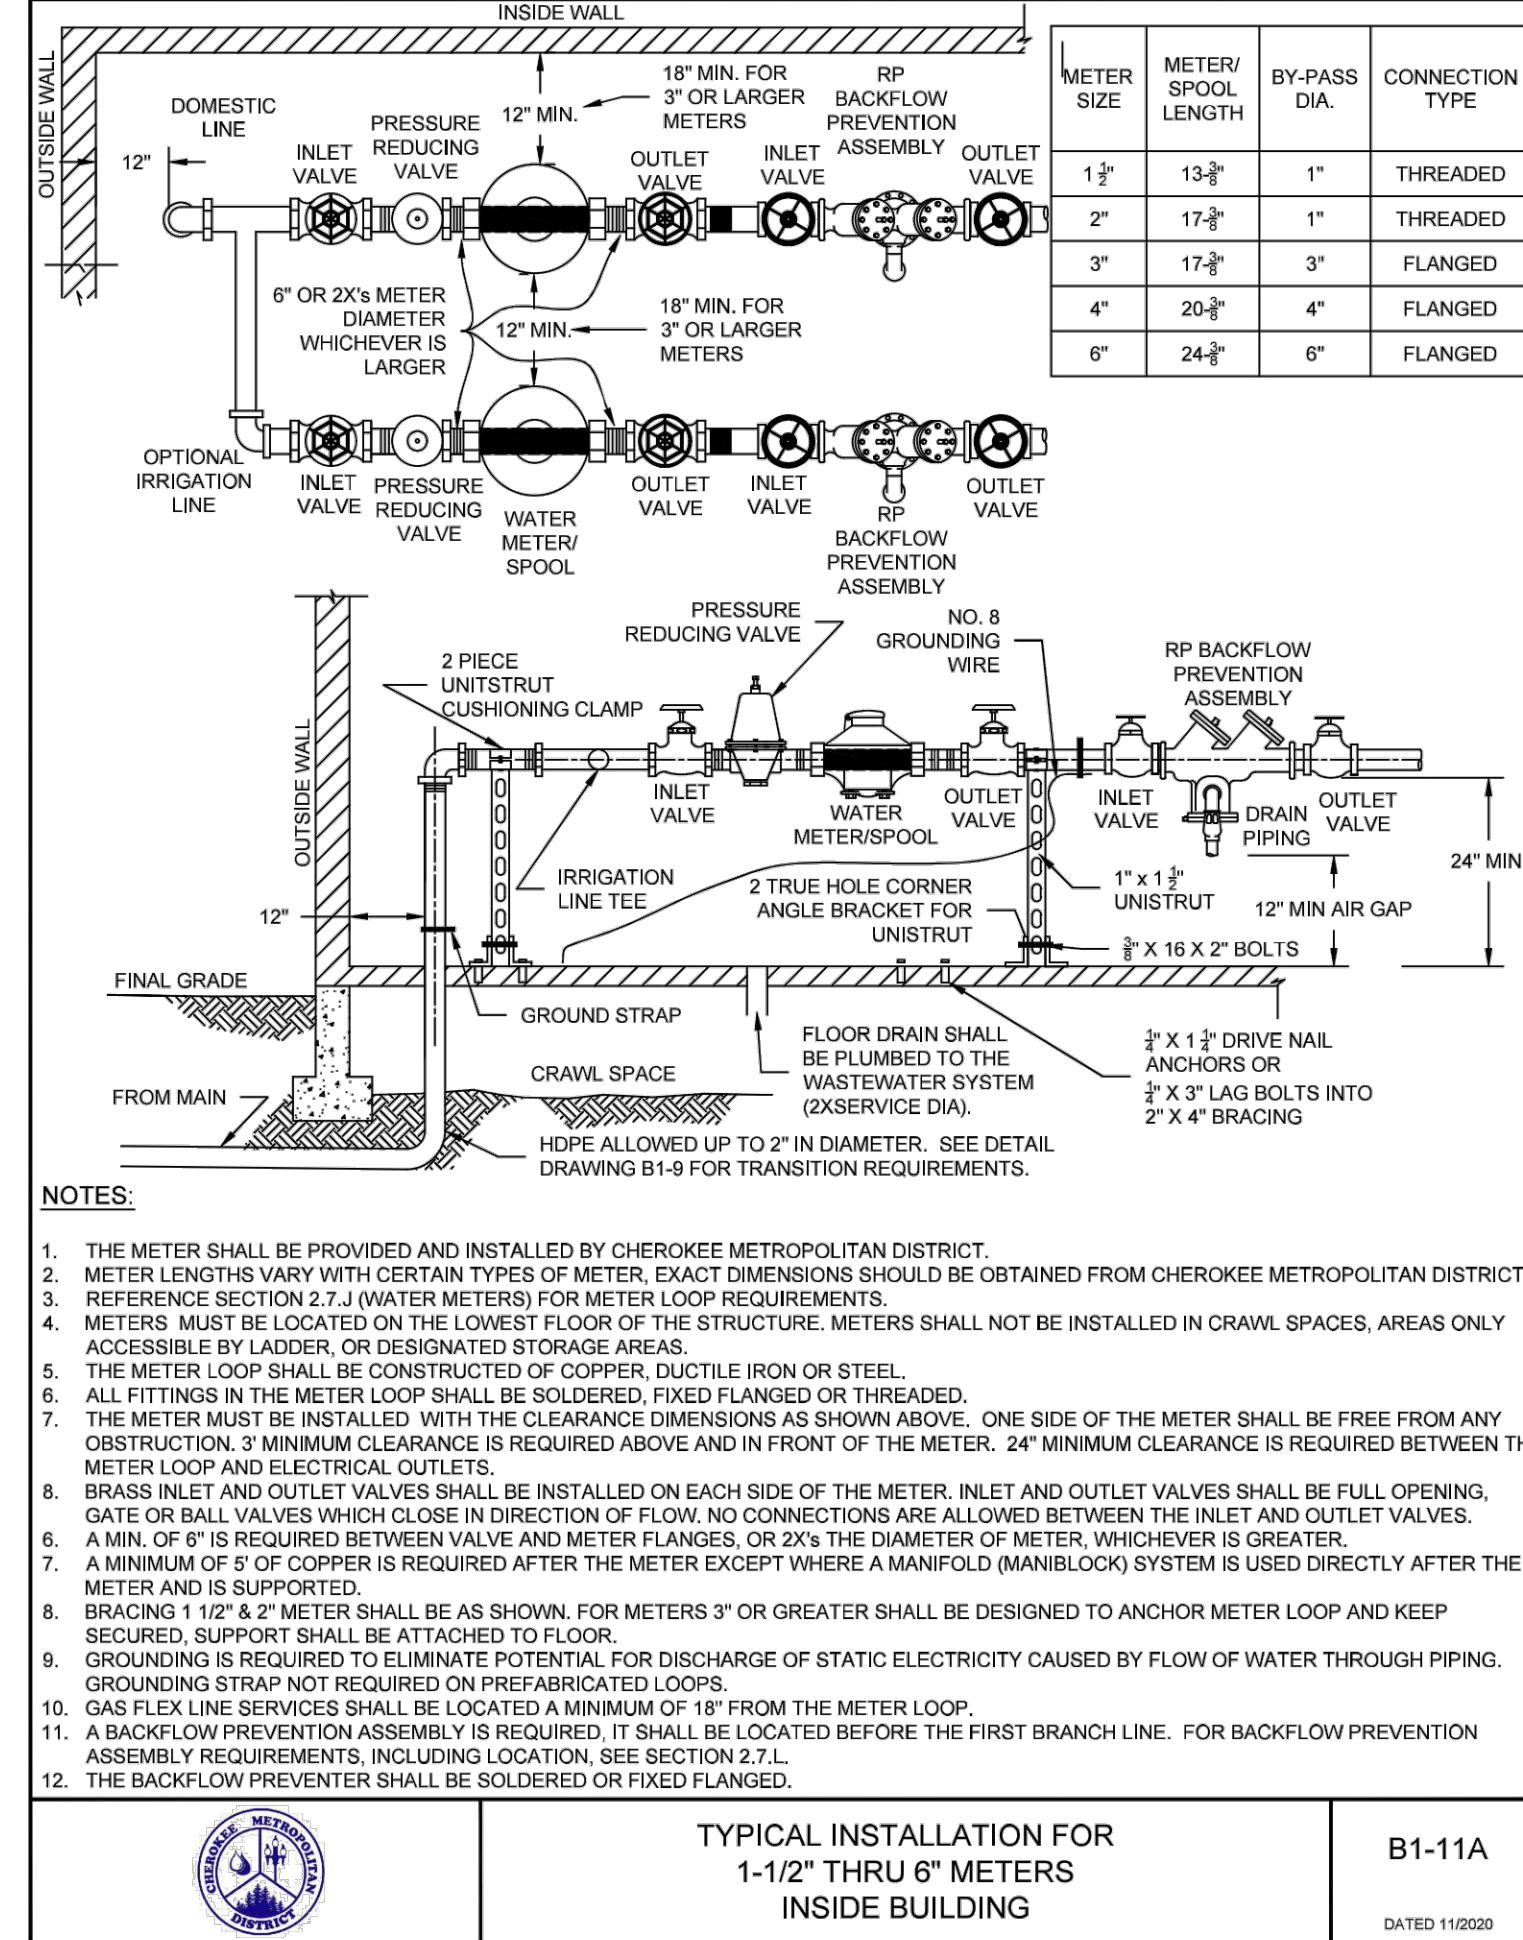 INSIDE WALL
OUTSIDE WALL
DOMESTIC
LINE
12"
INLET
VALVE
PRESSURE
REDUCING
VALVE
12" MIN.
18" MIN. FOR
3" OR LARGER
METERS
OUTLET
VALVE
INLET
VALVE
RP
BACKFLOW
PREVENTION
ASSEMBLY
OUTLET
VALVE
METER
SIZE
METER/
SPOOL
LENGTH
BY-PASS
DIA.
CONNECTION
TYPE
1 1/2" 13-3/8" 1" THREADED
2" 17-3/8" 1" THREADED
3" 17-3/8" 3" FLANGED
4" 20-3/8" 4" FLANGED
6" 24-3/8" 6" FLANGED
6" OR 2X's METER
DIAMETER
WHICHEVER IS
LARGER
12" MIN.
18" MIN. FOR
3" OR LARGER
METERS
OPTIONAL
IRRIGATION
LINE
INLET
VALVE
PRESSURE
REDUCING
VALVE
WATER
METER/
SPOOL
OUTLET
VALVE
INLET
VALVE
RP
BACKFLOW
PREVENTION
ASSEMBLY
OUTLET
VALVE
PRESSURE
REDUCING VALVE
NO. 8
GROUNDING
WIRE
RP BACKFLOW
PREVENTION
ASSEMBLY
2 PIECE
UNITSTRUT
CUSHIONING CLAMP
OUTSIDE WALL
INLET
VALVE
WATER
METER/SPOOL
OUTLET
VALVE
INLET
VALVE
DRAIN
PIPING
OUTLET
VALVE
24" MIN
IRRIGATION
LINE TEE
2 TRUE HOLE CORNER
ANGLE BRACKET FOR
UNISTRUT
1" x 1 1/2"
UNISTRUT
12" MIN AIR GAP
12"
3/8" X 16 X 2" BOLTS
FINAL GRADE
GROUND STRAP
FLOOR DRAIN SHALL
BE PLUMBED TO THE
WASTEWATER SYSTEM
(2XSERVICE DIA).
1/4" X 1 1/4" DRIVE NAIL
ANCHORS OR
1/4" X 3" LAG BOLTS INTO
2" X 4" BRACING
CRAWL SPACE
FROM MAIN
HDPE ALLOWED UP TO 2" IN DIAMETER. SEE DETAIL
DRAWING B1-9 FOR TRANSITION REQUIREMENTS.
NOTES:
1. THE METER SHALL BE PROVIDED AND INSTALLED BY CHEROKEE METROPOLITAN DISTRICT.
2. METER LENGTHS VARY WITH CERTAIN TYPES OF METER, EXACT DIMENSIONS SHOULD BE OBTAINED FROM CHEROKEE METROPOLITAN DISTRICT
3. REFERENCE SECTION 2.7.J (WATER METERS) FOR METER LOOP REQUIREMENTS.
4. METERS MUST BE LOCATED ON THE LOWEST FLOOR OF THE STRUCTURE. METERS SHALL NOT BE INSTALLED IN CRAWL SPACES, AREAS ONLY
ACCESSIBLE BY LADDER, OR DESIGNATED STORAGE AREAS.
5. THE METER LOOP SHALL BE CONSTRUCTED OF COPPER, DUCTILE IRON OR STEEL.
6. ALL FITTINGS IN THE METER LOOP SHALL BE SOLDERED, FIXED FLANGED OR THREADED.
7. THE METER MUST BE INSTALLED WITH THE CLEARANCE DIMENSIONS AS SHOWN ABOVE. ONE SIDE OF THE METER SHALL BE FREE FROM ANY
OBSTRUCTION. 3' MINIMUM CLEARANCE IS REQUIRED ABOVE AND IN FRONT OF THE METER. 24" MINIMUM CLEARANCE IS REQUIRED BETWEEN TH
METER LOOP AND ELECTRICAL OUTLETS.
8. BRASS INLET AND OUTLET VALVES SHALL BE INSTALLED ON EACH SIDE OF THE METER. INLET AND OUTLET VALVES SHALL BE FULL OPENING,
GATE OR BALL VALVES WHICH CLOSE IN DIRECTION OF FLOW. NO CONNECTIONS ARE ALLOWED BETWEEN THE INLET AND OUTLET VALVES.
6. A MIN. OF 6" IS REQUIRED BETWEEN VALVE AND METER FLANGES, OR 2X's THE DIAMETER OF METER, WHICHEVER IS GREATER.
7. A MINIMUM OF 5' OF COPPER IS REQUIRED AFTER THE METER EXCEPT WHERE A MANIFOLD (MANIBLOCK) SYSTEM IS USED DIRECTLY AFTER THE
METER AND IS SUPPORTED.
8. BRACING 1 1/2" & 2" METER SHALL BE AS SHOWN. FOR METERS 3" OR GREATER SHALL BE DESIGNED TO ANCHOR METER LOOP AND KEEP
SECURED, SUPPORT SHALL BE ATTACHED TO FLOOR.
9. GROUNDING IS REQUIRED TO ELIMINATE POTENTIAL FOR DISCHARGE OF STATIC ELECTRICITY CAUSED BY FLOW OF WATER THROUGH PIPING.
GROUNDING STRAP NOT REQUIRED ON PREFABRICATED LOOPS.
10. GAS FLEX LINE SERVICES SHALL BE LOCATED A MINIMUM OF 18" FROM THE METER LOOP.
11. A BACKFLOW PREVENTION ASSEMBLY IS REQUIRED, IT SHALL BE LOCATED BEFORE THE FIRST BRANCH LINE. FOR BACKFLOW PREVENTION
ASSEMBLY REQUIREMENTS, INCLUDING LOCATION, SEE SECTION 2.7.L.
12. THE BACKFLOW PREVENTER SHALL BE SOLDERED OR FIXED FLANGED.
CHEROKEE METROPOLITAN
DISTRICT
TYPICAL INSTALLATION FOR
1-1/2" THRU 6" METERS
INSIDE BUILDING
B1-11A
DATED 11/2020